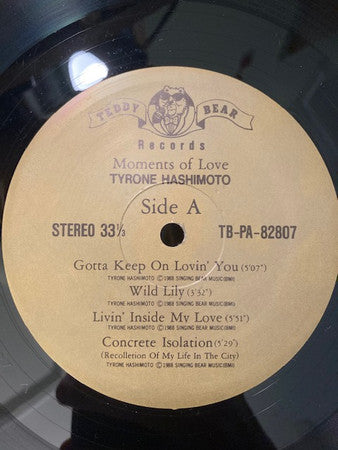 TEDDY BEAR
Records
Moments of Love
TYRONE HASHIMOTO
Side A
STEREO 33⅓
TB-PA-82807
Gotta Keep On Lovin' You (5'07")
TYRONE HASHIMOTO ©1988 SINGING BEAR MUSIC(BMI)
Wild Lily (3'32")
TYRONE HASHIMOTO ©1988 SINGING BEAR MUSIC(BMI)
Livin' Inside My Love (5'51")
TYRONE HASHIMOTO ©1988 SINGING BEAR MUSIC(BMI)
Concrete Isolation (5'29")
(Recolletion Of My Life In The City)
TYRONE HASHIMOTO ©1988 SINGING BEAR MUSIC(BMI)